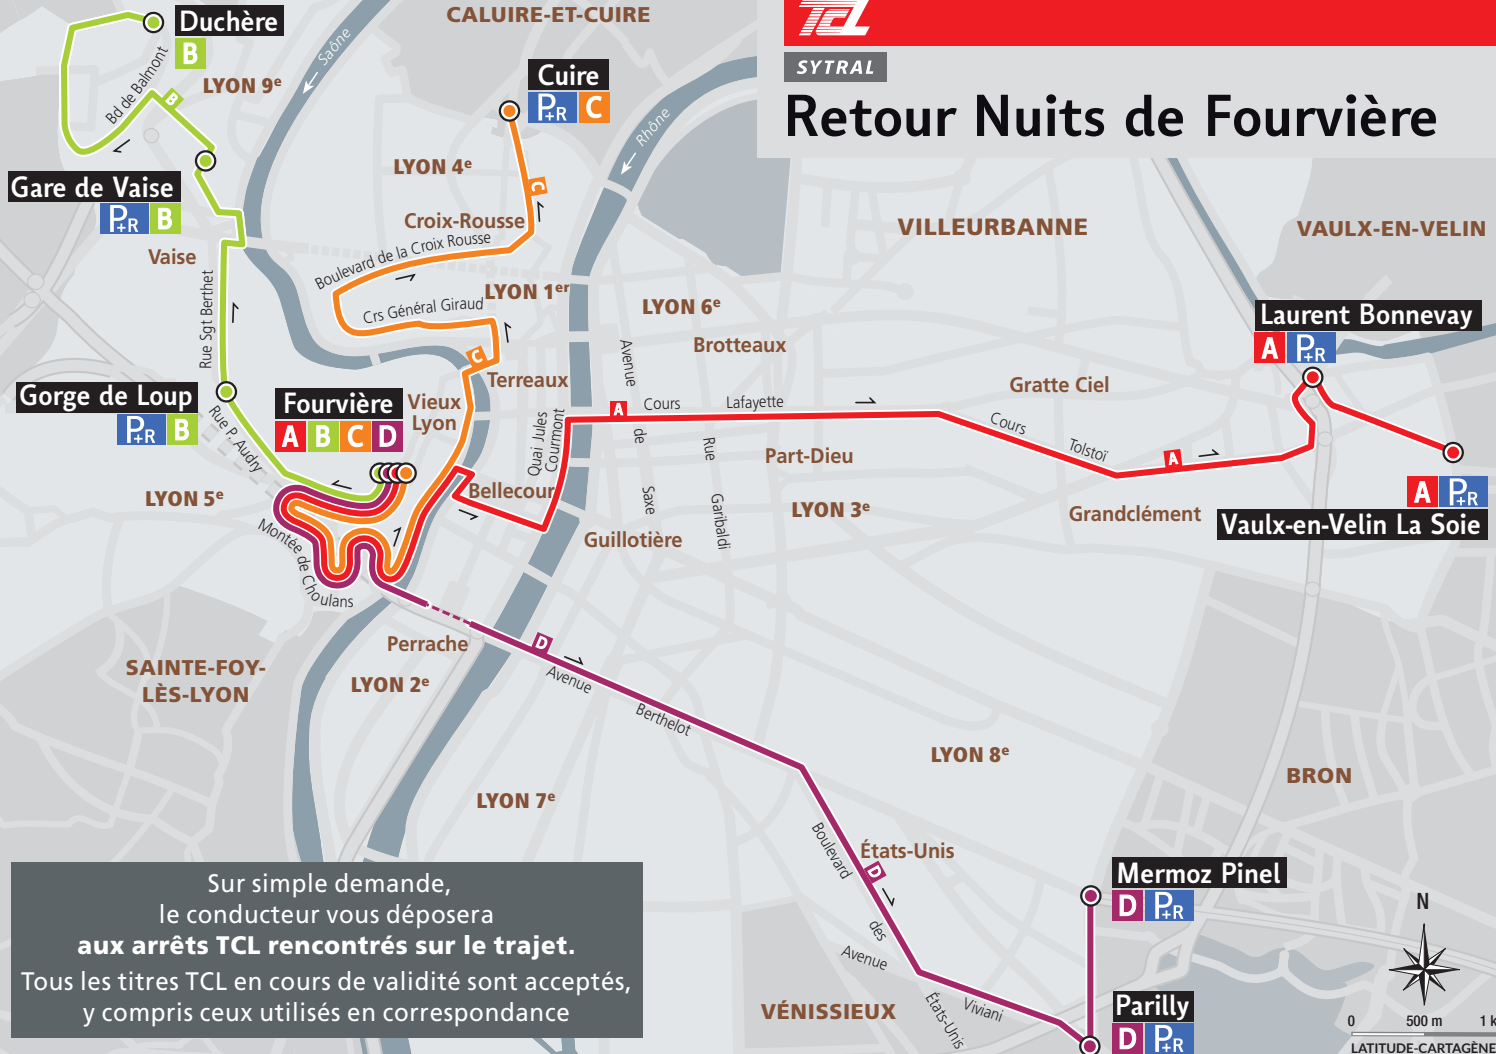 TCL
SYTRAL
Retour Nuits de Fourvière
CALUIRE-ET-CUIRE
Duchère
B
LYON 9e
Bd de Balmont
B
Saône
Cuire
P+R C
Rhône
LYON 4e
C
Croix-Rousse
Boulevard de la Croix Rousse
Gare de Vaise
P+R B
Vaise
Rue Sgt Berthet
LYON 1er
Crs Général Giraud
C
Terreaux
VILLEURBANNE
VAULX-EN-VELIN
LYON 6e
Brotteaux
Laurent Bonnevay
A P+R
Gratte Ciel
Gorge de Loup
P+R B
Rue P. Audry
Fourvière
A B C D
Vieux
Lyon
Quai Jules
Courmont
Avenue
de
Saxe
A
Cours
Lafayette
Rue
Garibaldi
Cours
Tolstoï
A
Part-Dieu
LYON 3e
Grandclément
A P+R
Vaulx-en-Velin La Soie
LYON 5e
Bellecour
Guillotière
Montée de Choulans
Perrache
D
Avenue
Berthelot
SAINTE-FOY-
LÈS-LYON
LYON 2e
LYON 8e
BRON
LYON 7e
Boulevard
des
États-Unis
États-Unis
D
Avenue
Viviani
VÉNISSIEUX
Mermoz Pinel
D P+R
Parilly
D P+R
Sur simple demande,
le conducteur vous déposera
aux arrêts TCL rencontrés sur le trajet.
Tous les titres TCL en cours de validité sont acceptés,
y compris ceux utilisés en correspondance
N
0 500 m 1 k
LATITUDE-CARTAGÈNE